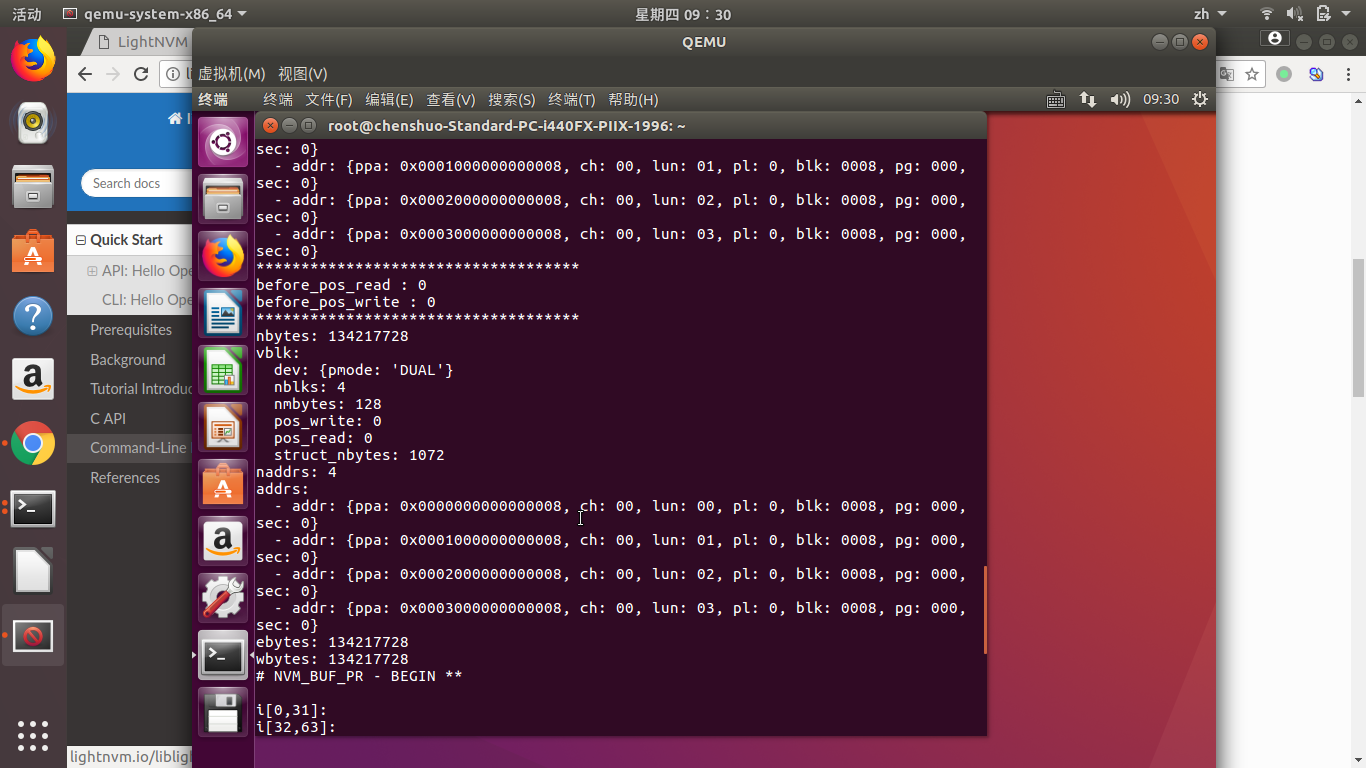 活动 qemu-system-x86_64 星期四 09：30 zh
LightNVM
QEMU
虚拟机(M) 视图(V)
终端 终端 文件(F) 编辑(E) 查看(V) 搜索(S) 终端(T) 帮助(H) 09:30
root@chenshuo-Standard-PC-i440FX-PIIX-1996: ~
Search docs
Quick Start
API: Hello Ope
CLI: Hello Ope
Prerequisites
Background
Tutorial Introduc
C API
Command-Line
References
lightnvm.io/libligh
sec: 0}
- addr: {ppa: 0x0001000000000008, ch: 00, lun: 01, pl: 0, blk: 0008, pg: 000,
sec: 0}
- addr: {ppa: 0x0002000000000008, ch: 00, lun: 02, pl: 0, blk: 0008, pg: 000,
sec: 0}
- addr: {ppa: 0x0003000000000008, ch: 00, lun: 03, pl: 0, blk: 0008, pg: 000,
sec: 0}
************************************
before_pos_read : 0
before_pos_write : 0
************************************
nbytes: 134217728
vblk:
dev: {pmode: 'DUAL'}
nblks: 4
nmbytes: 128
pos_write: 0
pos_read: 0
struct_nbytes: 1072
naddrs: 4
addrs:
- addr: {ppa: 0x0000000000000008, ch: 00, lun: 00, pl: 0, blk: 0008, pg: 000,
sec: 0}
- addr: {ppa: 0x0001000000000008, ch: 00, lun: 01, pl: 0, blk: 0008, pg: 000,
sec: 0}
- addr: {ppa: 0x0002000000000008, ch: 00, lun: 02, pl: 0, blk: 0008, pg: 000,
sec: 0}
- addr: {ppa: 0x0003000000000008, ch: 00, lun: 03, pl: 0, blk: 0008, pg: 000,
sec: 0}
ebytes: 134217728
wbytes: 134217728
# NVM_BUF_PR - BEGIN **
i[0,31]:
i[32,63]: